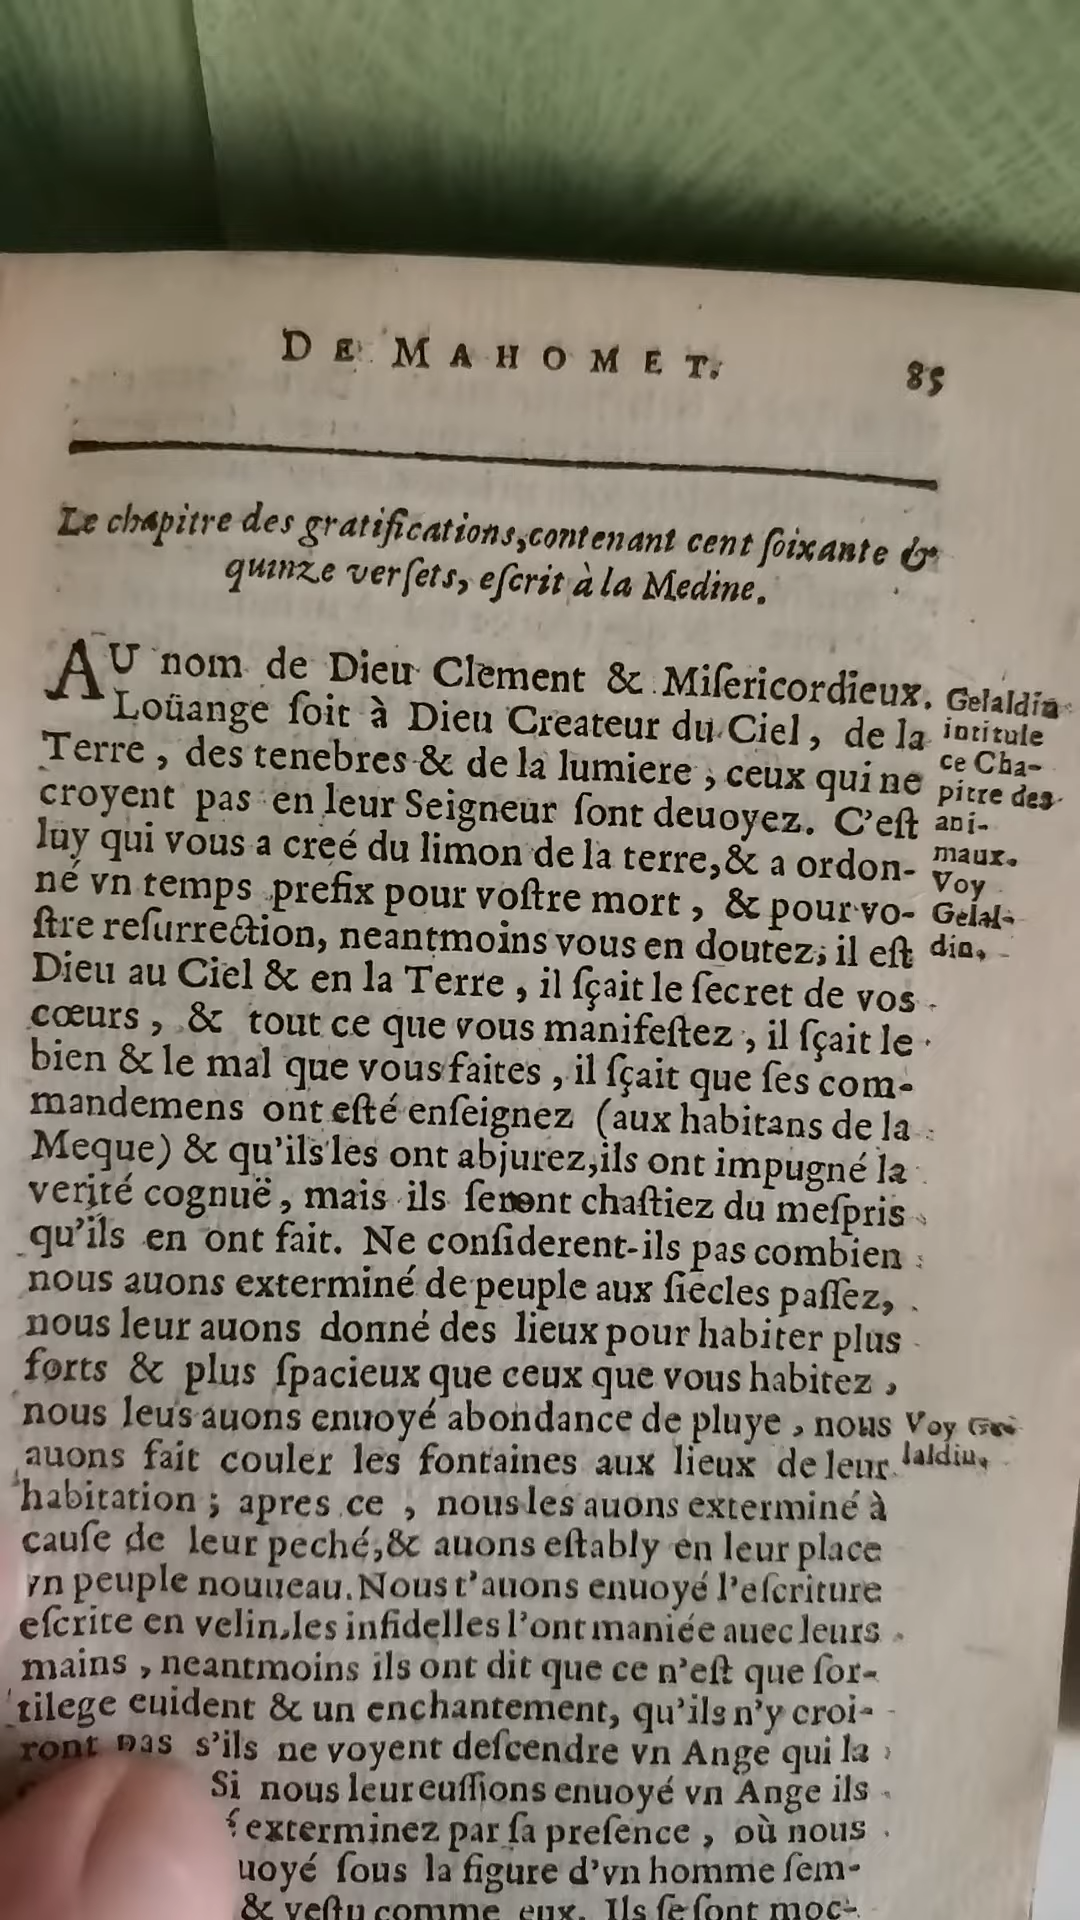 DE MAHOMET. 85
Le chapitre des gratifications, contenant cent ſoixante &
quinze verſets, eſcrit à la Medine.
AU nom de Dieu Clement & Miſericordieux.
Loüange ſoit à Dieu Createur du Ciel, de la
Terre, des tenebres & de la lumiere, ceux qui ne
croyent pas en leur Seigneur ſont deuoyez. C'eſt
luy qui vous a creé du limon de la terre, & a ordon-
né vn temps prefix pour voſtre mort, & pour vo-
ſtre reſurrection, neantmoins vous en doutez; il eſt
Dieu au Ciel & en la Terre, il ſçait le ſecret de vos
cœurs, & tout ce que vous manifeſtez, il ſçait le
bien & le mal que vous faites, il ſçait que ſes com-
mandemens ont eſté enſeignez (aux habitans de la
Meque) & qu'ils les ont abjurez, ils ont impugné la
verité cognuë, mais ils ſeront chaſtiez du meſpris
qu'ils en ont fait. Ne conſiderent-ils pas combien
nous auons exterminé de peuple aux ſiecles paſſez,
nous leur auons donné des lieux pour habiter plus
forts & plus ſpacieux que ceux que vous habitez,
nous leus auons enuoyé abondance de pluye, nous
auons fait couler les fontaines aux lieux de leur
habitation; apres ce, nous les auons exterminé à
cauſe de leur peché, & auons eſtably en leur place
vn peuple nouueau. Nous t'auons enuoyé l'eſcriture
eſcrite en velin, les infidelles l'ont maniée auec leurs
mains, neantmoins ils ont dit que ce n'eſt que ſor-
tilege euident & un enchantement, qu'ils n'y croi-
ront pas s'ils ne voyent deſcendre vn Ange qui la
Si nous leur euſſions enuoyé vn Ange ils
exterminez par ſa preſence, où nous
uoyé ſous la figure d'vn homme ſem-
& veſtu comme eux. Ils ſe ſont moc-
Gelaldin
intitule
ce Cha-
pitre des
ani-
maux.
Voy
Gelal-
din.
Voy Ge-
laldin.